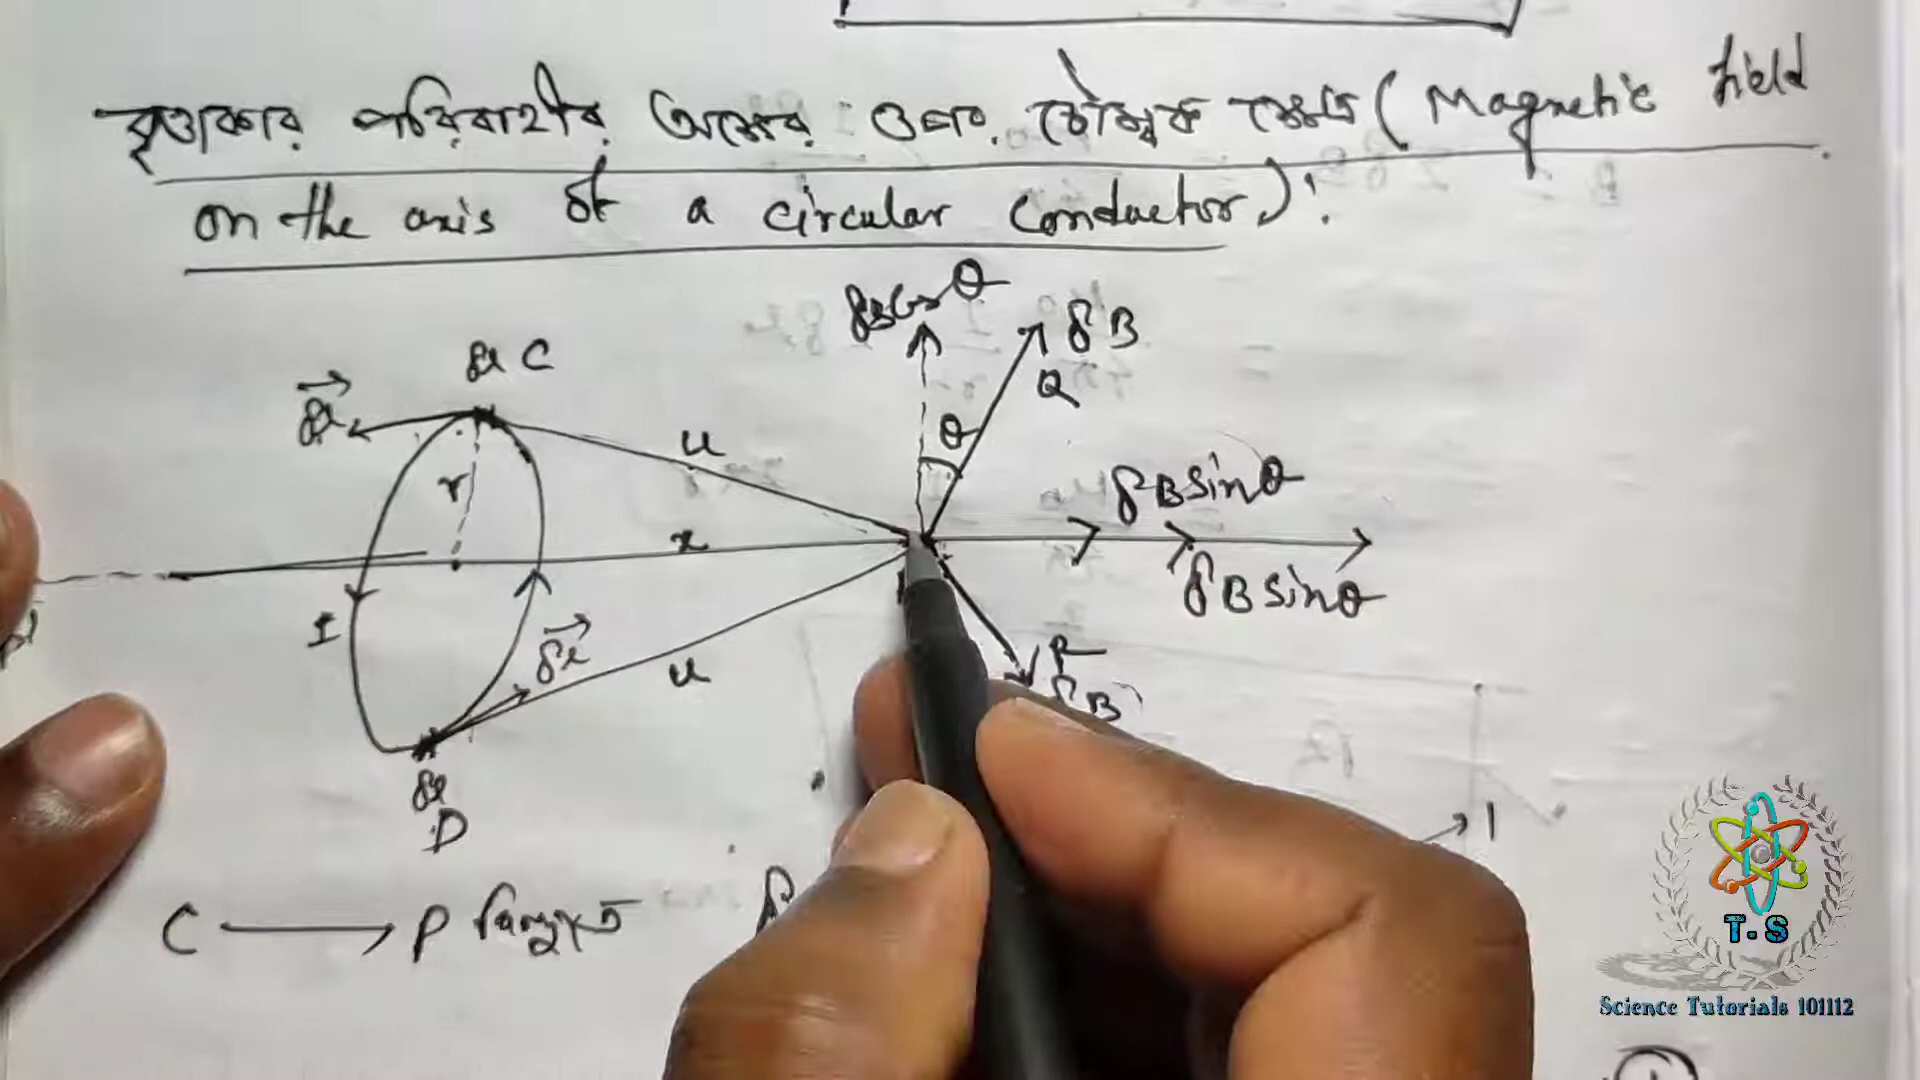 বৃত্তাকার পরিবাহীর অক্ষের ওপর চৌম্বক ক্ষেত্র (Magnetic field
on the axis of a circular conductor):
δBCosθ
δB
Q
δl C
δl
θ
u
r
δBSinθ
x
δBSinθ
I
δl
u
R
δB
δl
D
C → P
T.S
Science Tutorials 101112